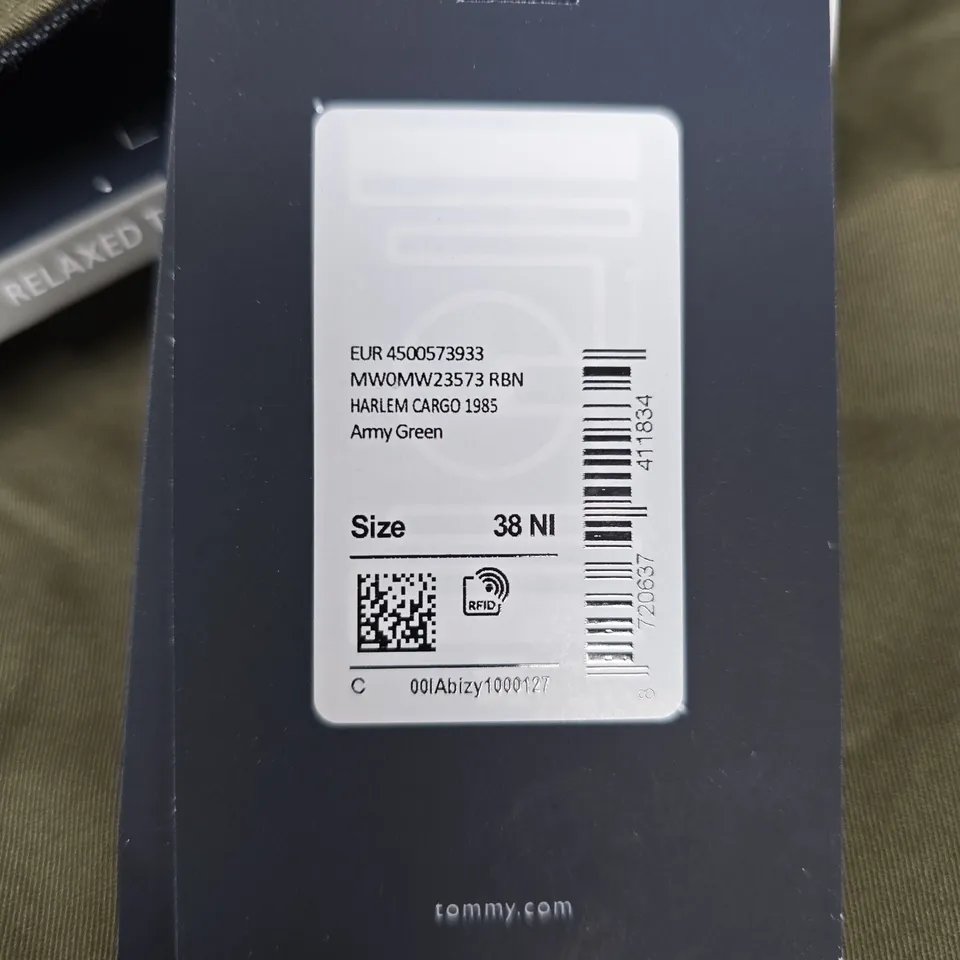 RELAXED
EUR 4500573933
MW0MW23573 RBN
HARLEM CARGO 1985
Army Green
Size 38 NI
RFID
C 00IAbizy1000127
8 720637 411834
tommy.com